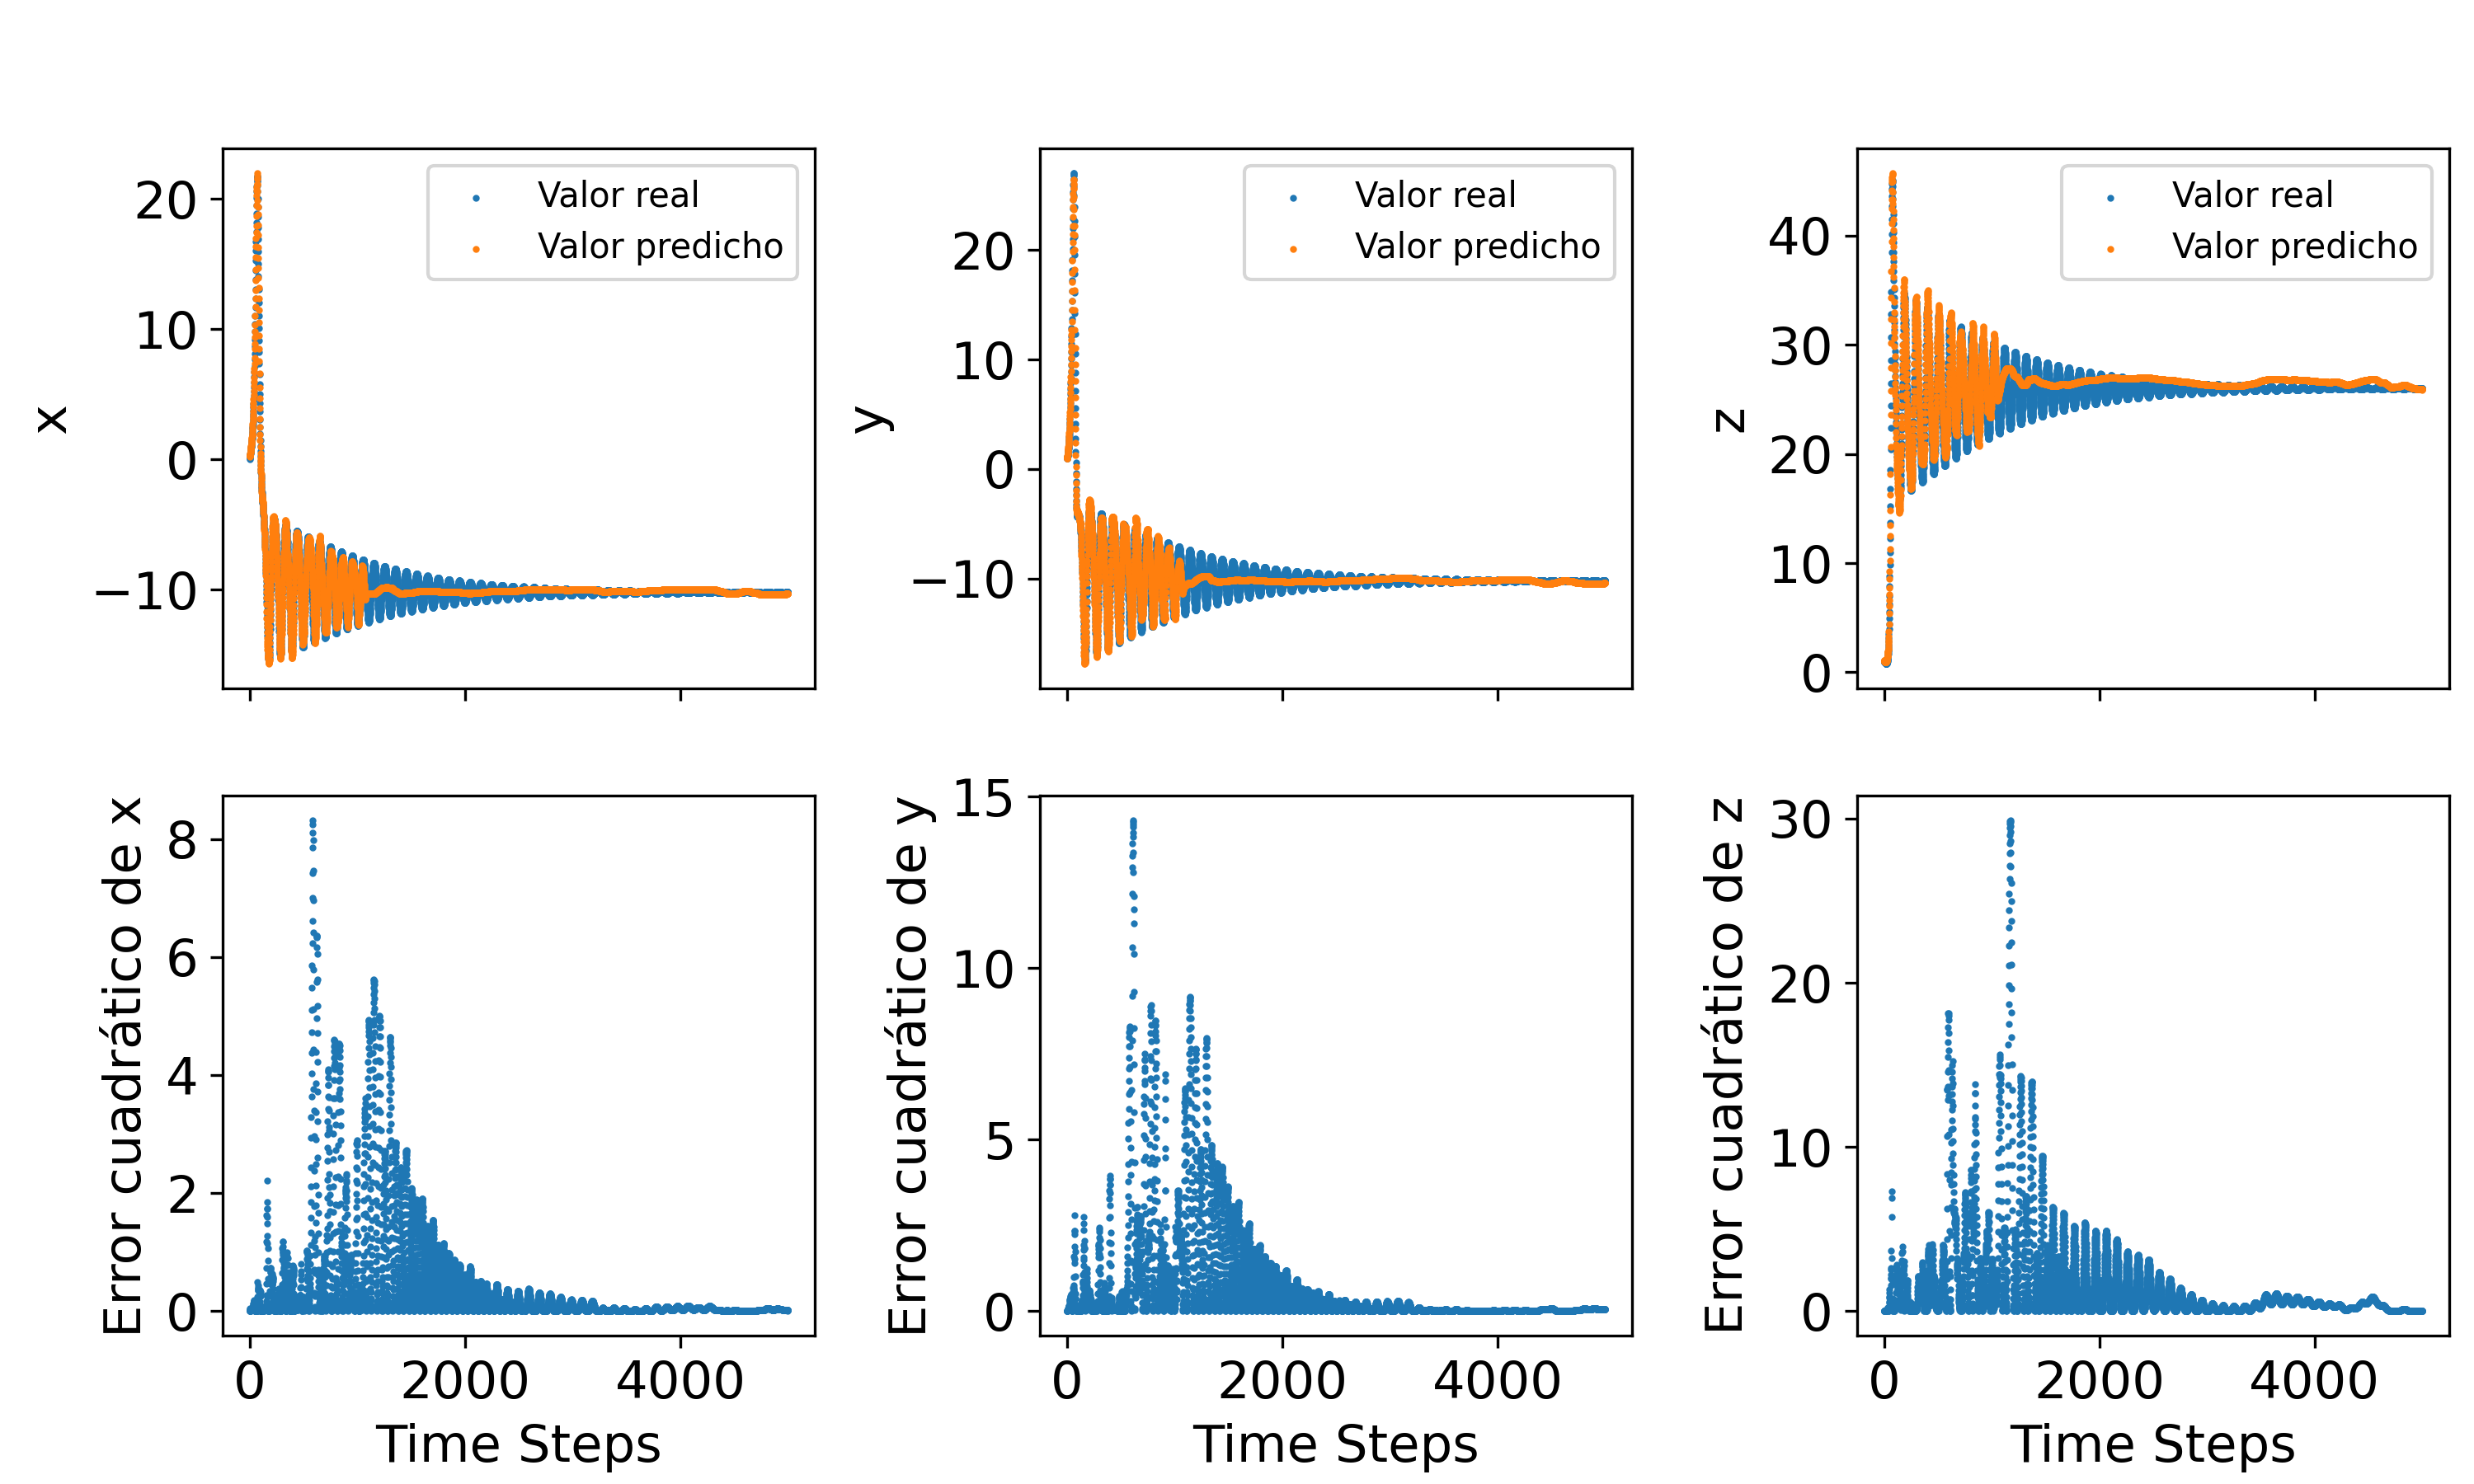 x
20
10
0
−10
Valor real
Valor predicho
y
20
10
0
−10
Valor real
Valor predicho
z
40
30
20
10
0
Valor real
Valor predicho
Error cuadrático de x
8
6
4
2
0
0 2000 4000
Time Steps
Error cuadrático de y
15
10
5
0
0 2000 4000
Time Steps
Error cuadrático de z
30
20
10
0
0 2000 4000
Time Steps